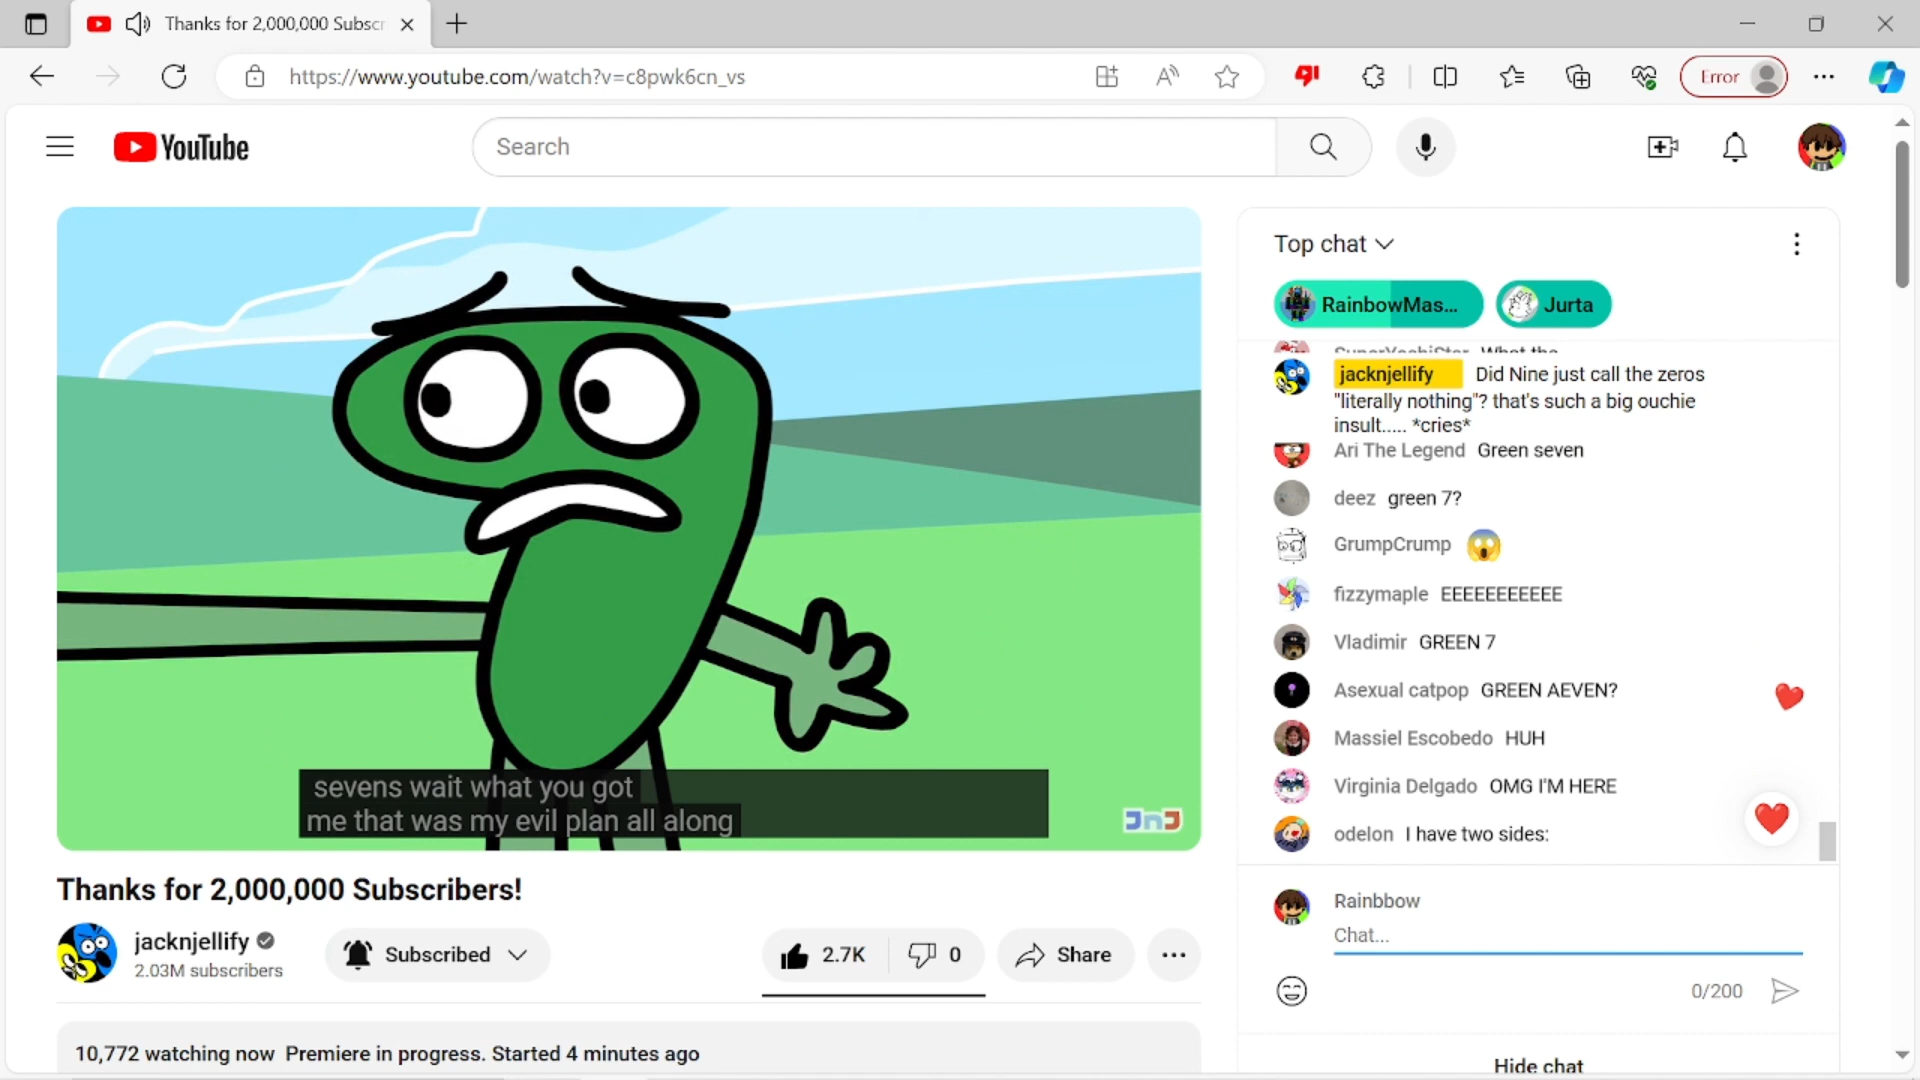 Thanks for 2,000,000 Subscr
https://www.youtube.com/watch?v=c8pwk6cn_vs
Error
YouTube
Search
sevens wait what you got
me that was my evil plan all along
JnJ
Top chat
RainbowMas...
Jurta
SuperYoshiStar What the
jacknjellify Did Nine just call the zeros
"literally nothing"? that's such a big ouchie
insult..... *cries*
Ari The Legend Green seven
deez green 7?
GrumpCrump 😱
fizzymaple EEEEEEEEEEE
Vladimir GREEN 7
Asexual catpop GREEN AEVEN?
Massiel Escobedo HUH
Virginia Delgado OMG I'M HERE
odelon I have two sides:
Rainbbow
Chat...
0/200
Hide chat
Thanks for 2,000,000 Subscribers!
jacknjellify
2.03M subscribers
Subscribed
2.7K
0
Share
10,772 watching now Premiere in progress. Started 4 minutes ago